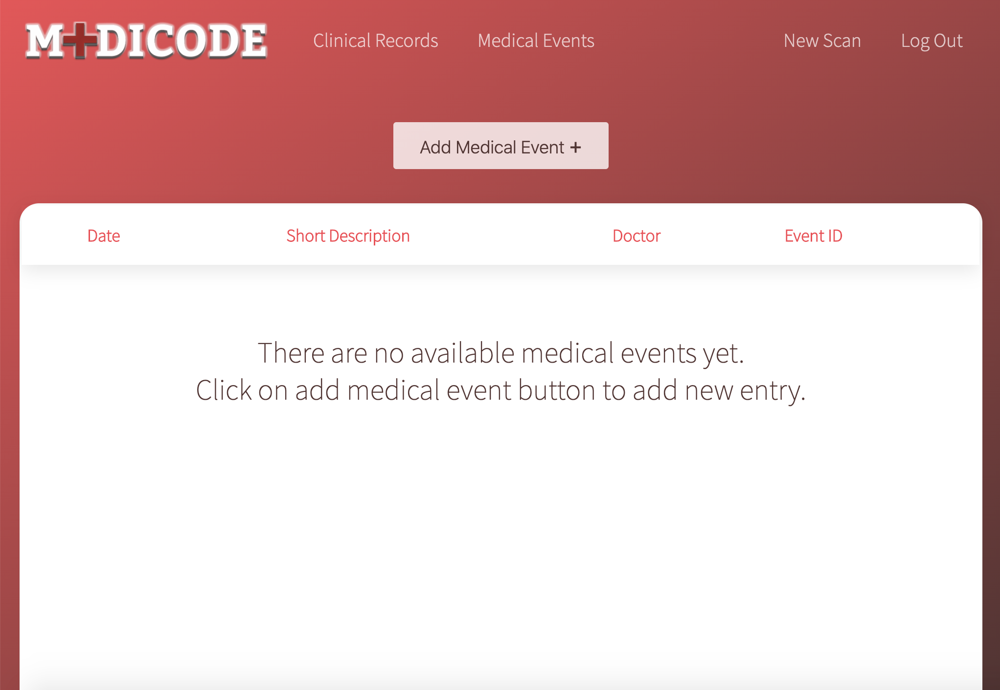 M+DICODE
Clinical Records
Medical Events
New Scan
Log Out
Add Medical Event +
Date
Short Description
Doctor
Event ID
There are no available medical events yet.
Click on add medical event button to add new entry.